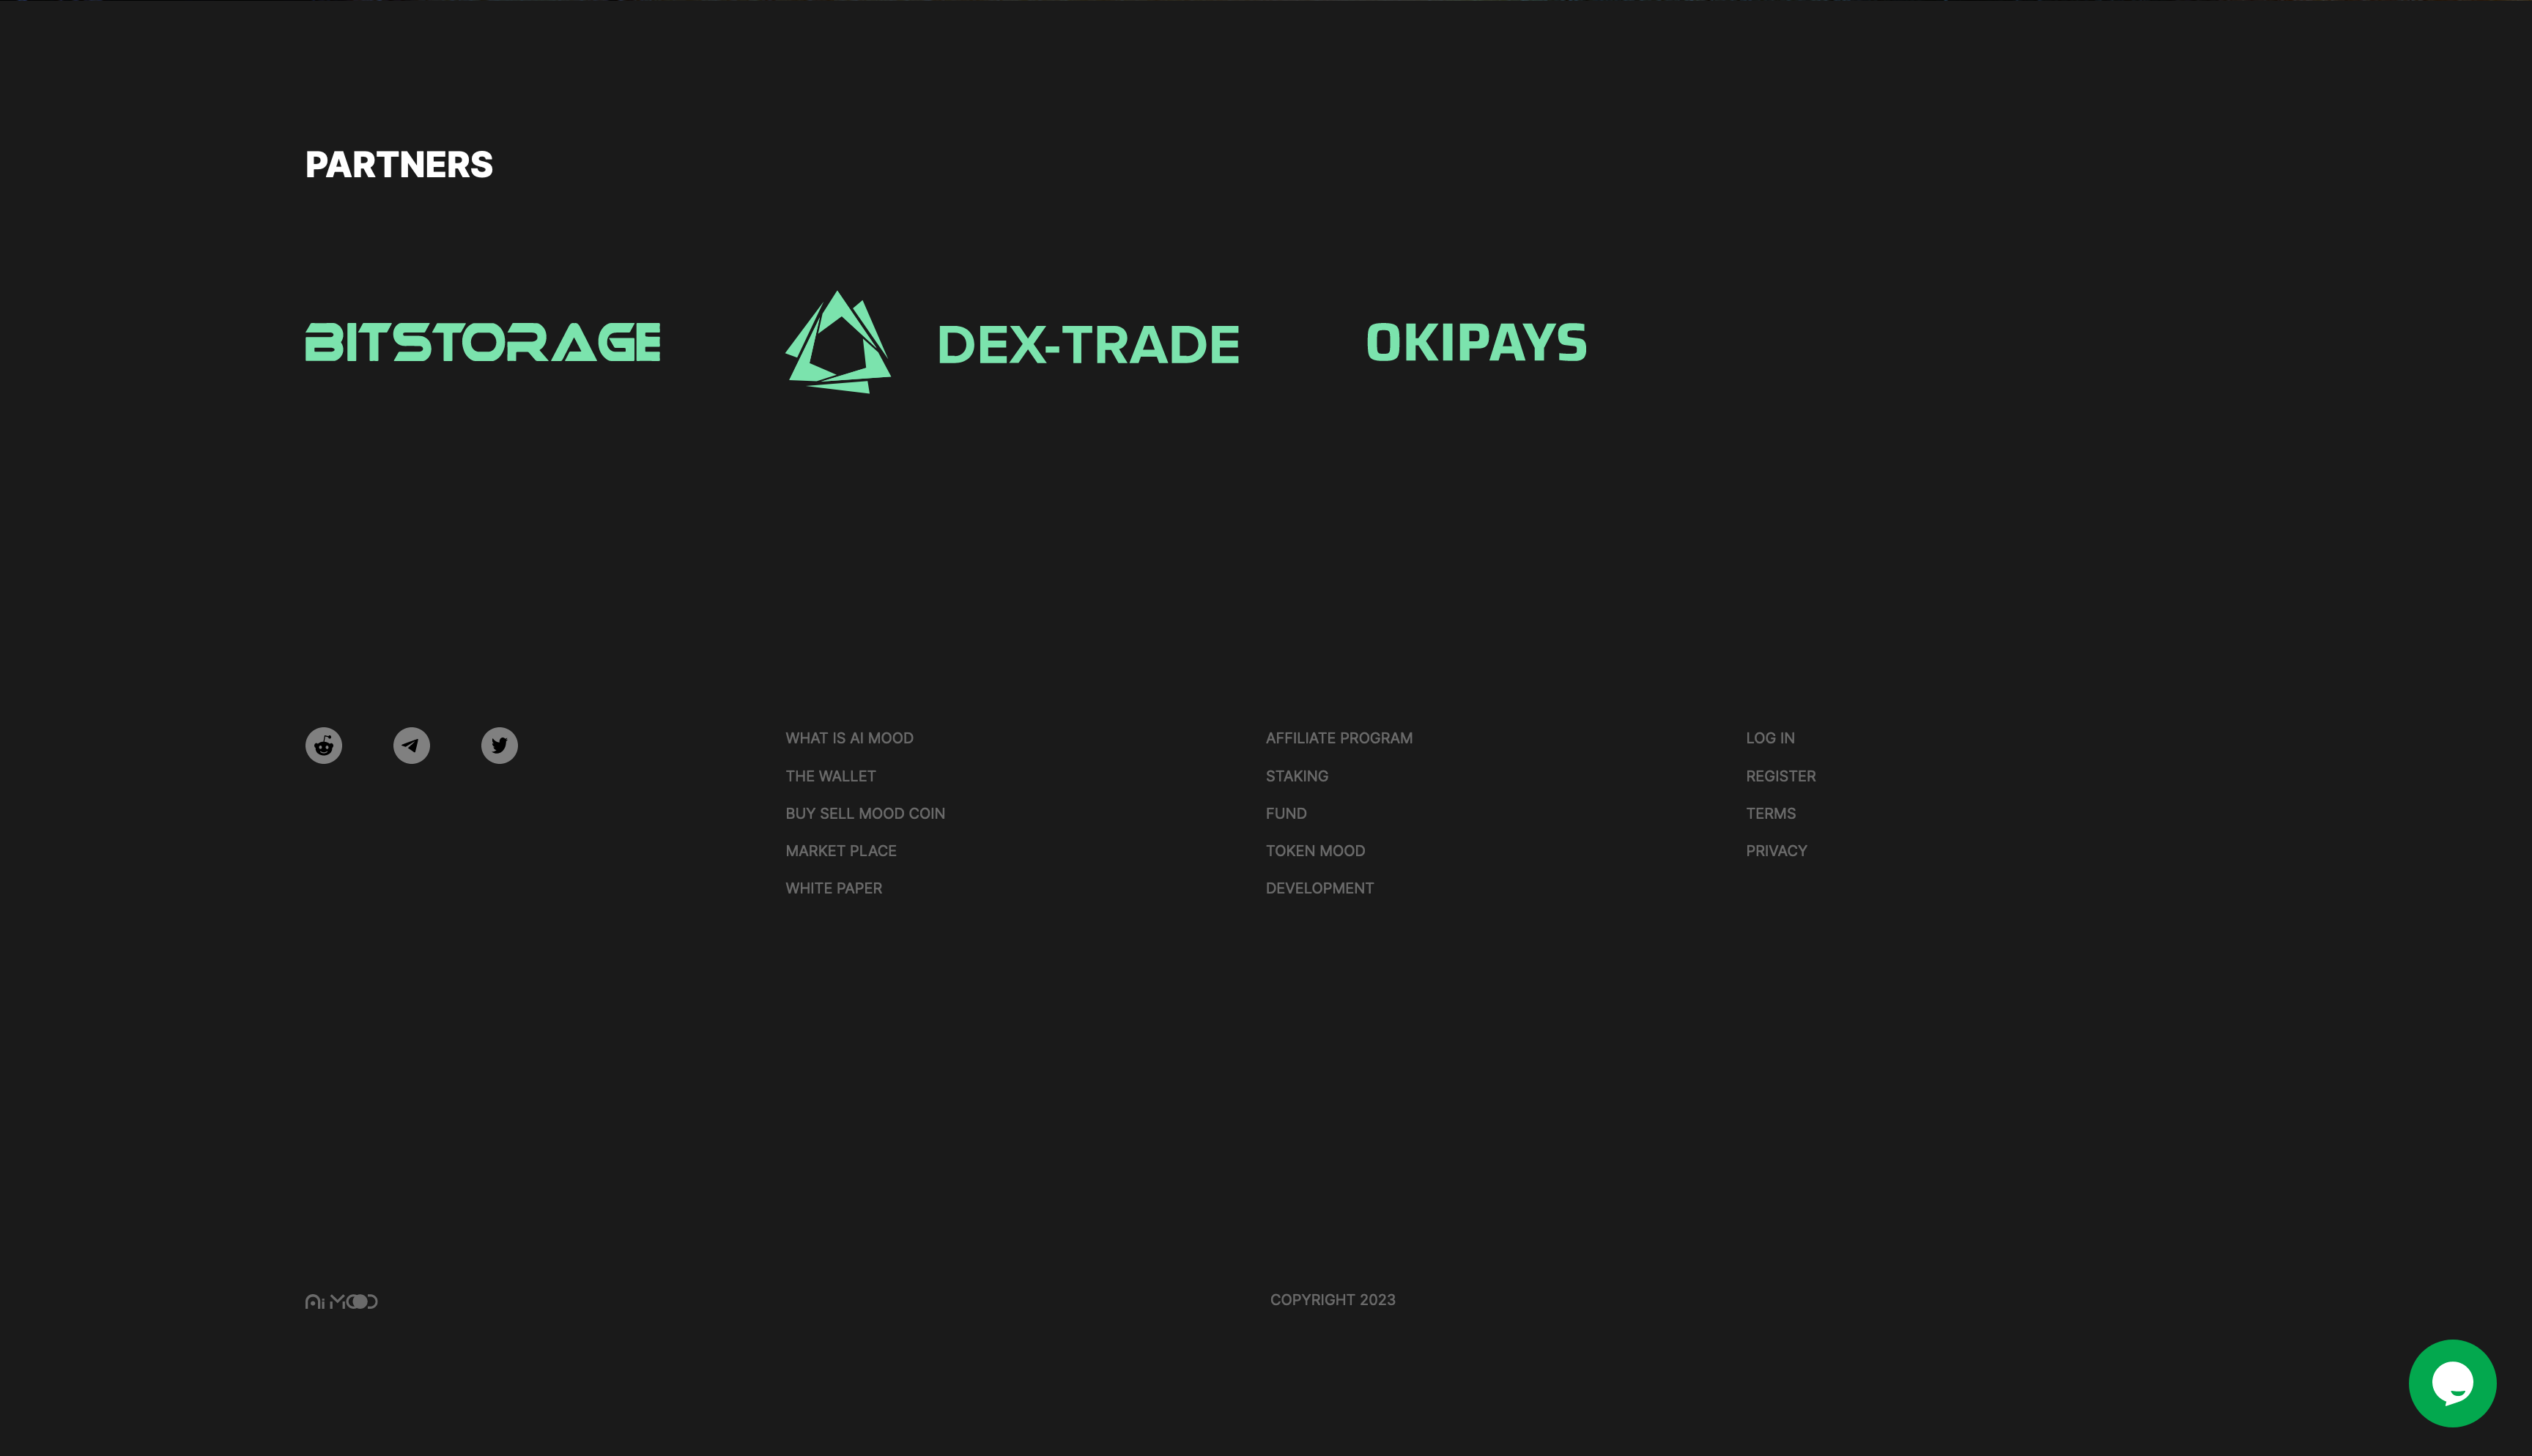 PARTNERS
BITSTORAGE
DEX-TRADE
OKIPAYS
WHAT IS AI MOOD
THE WALLET
BUY SELL MOOD COIN
MARKET PLACE
WHITE PAPER
AFFILIATE PROGRAM
STAKING
FUND
TOKEN MOOD
DEVELOPMENT
LOG IN
REGISTER
TERMS
PRIVACY
Ai MOOD
COPYRIGHT 2023